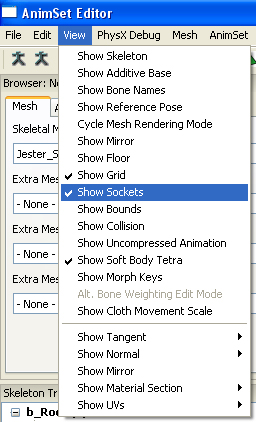 AnimSet Editor
File Edit View PhysX Debug Mesh AnimSet
Show Skeleton
Show Additive Base
Show Bone Names
Browser: No
Show Reference Pose
Mesh
Cycle Mesh Rendering Mode
Skeletal M
Show Mirror
Jester_S
Show Floor
Show Grid
Extra Mes
Show Sockets
- None -
Show Bounds
Show Collision
Extra Mes
Show Uncompressed Animation
- None -
Show Soft Body Tetra
Show Morph Keys
Extra Mes
Alt. Bone Weighting Edit Mode
- None -
Show Cloth Movement Scale
Show Tangent
Show Normal
Show Mirror
Skeleton Tr
Show Material Section
b_Roo
Show UVs